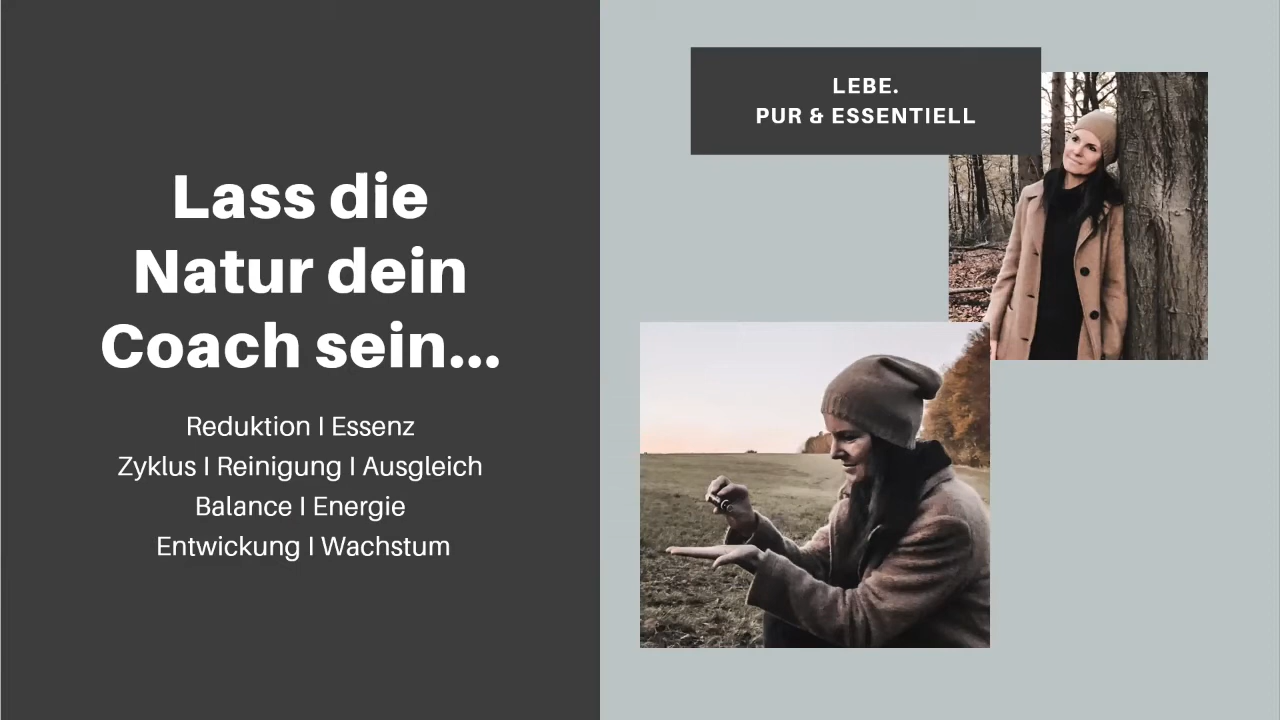 Lass die
Natur dein
Coach sein...
Reduktion I Essenz
Zyklus I Reinigung I Ausgleich
Balance I Energie
Entwickung I Wachstum
LEBE.
PUR & ESSENTIELL